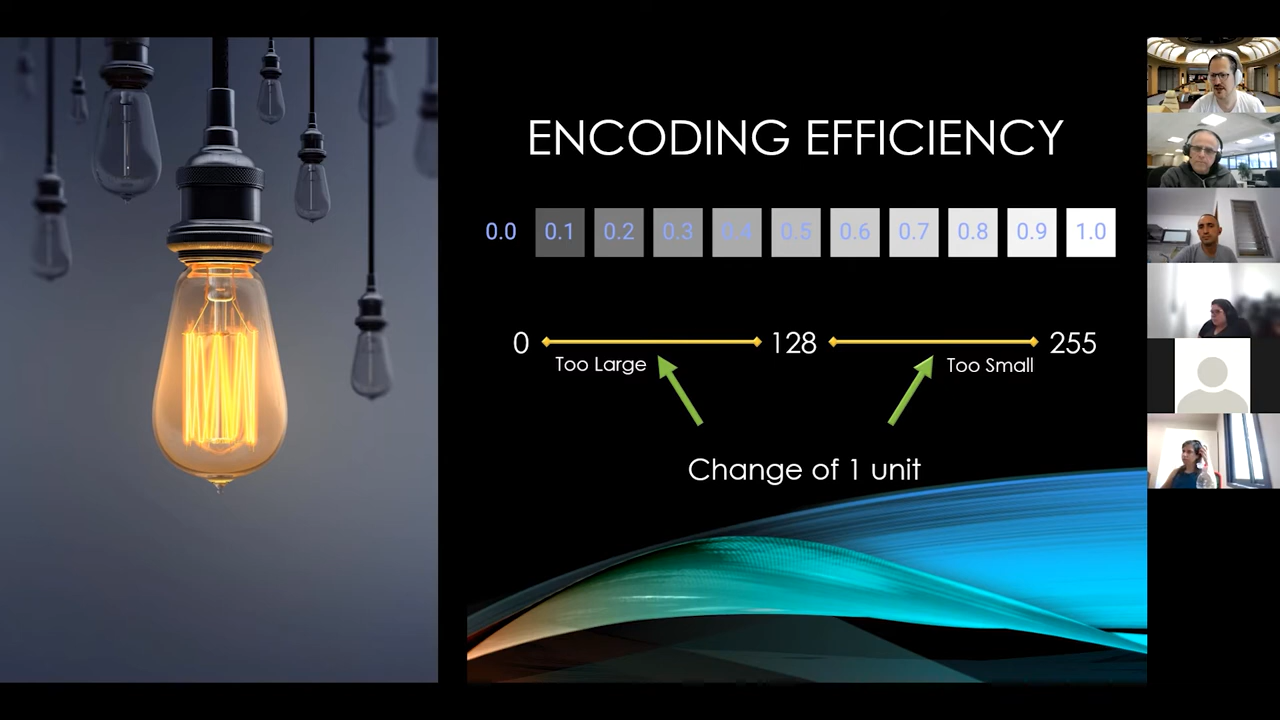 ENCODING EFFICIENCY
0.0 0.1 0.2 0.3 0.4 0.5 0.6 0.7 0.8 0.9 1.0
0 128 255
Too Large Too Small
Change of 1 unit